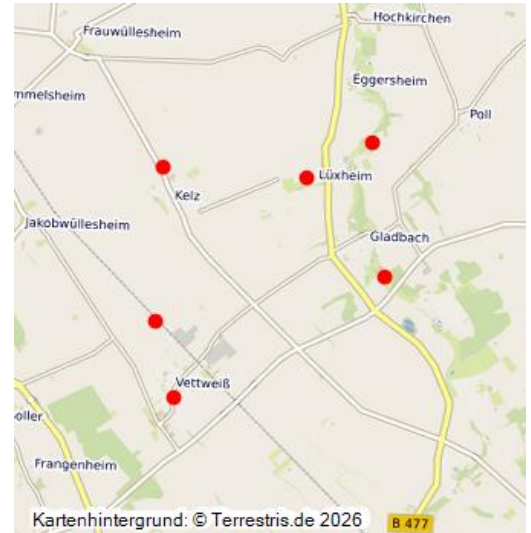 Hochkirchen
Frauwüllesheim
Eggersheim
mmelsheim
Poll
Lüxheim
Kelz
Jakobwüllesheim
Gladbach
Vettweiß
oller
Frangenheim
Kartenhintergrund: © Terrestris.de 2026
B 477